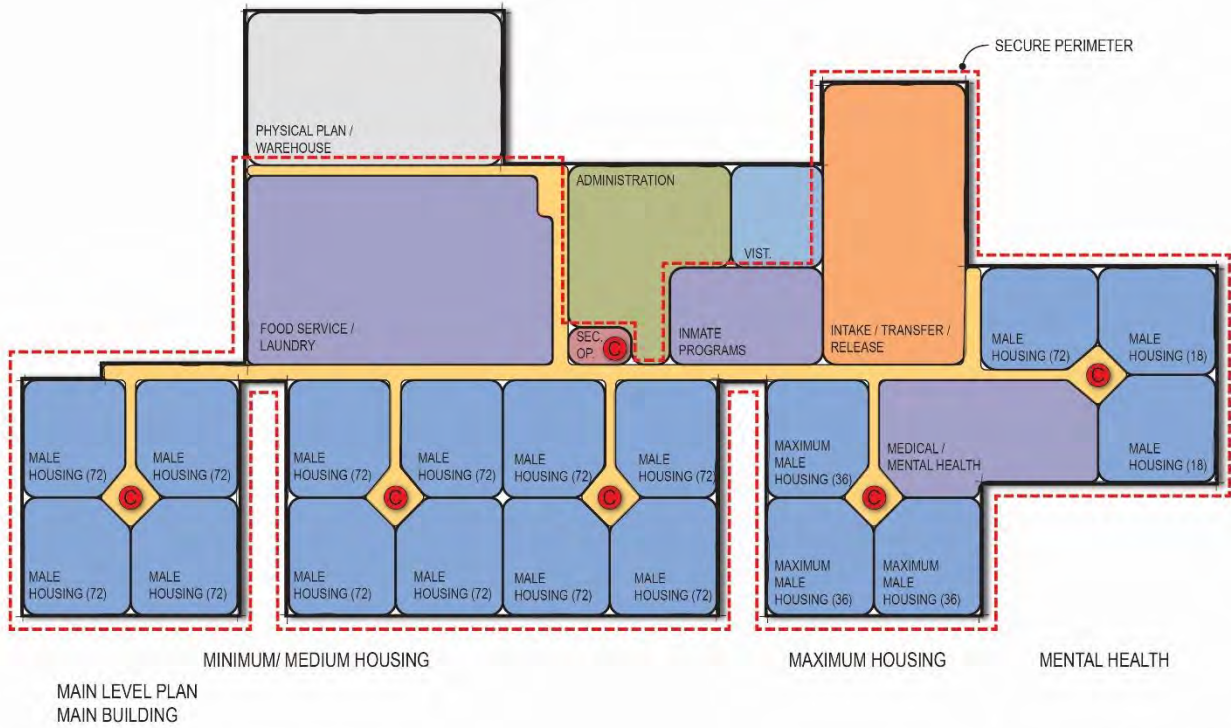 SECURE PERIMETER
PHYSICAL PLAN /
WAREHOUSE
ADMINISTRATION
VIST.
FOOD SERVICE /
LAUNDRY
SEC.
OP.
C
INMATE
PROGRAMS
INTAKE / TRANSFER /
RELEASE
MALE
HOUSING (72)
MALE
HOUSING (18)
C
MALE
HOUSING (18)
MALE
HOUSING (72)
MALE
HOUSING (72)
C
MALE
HOUSING (72)
MALE
HOUSING (72)
MALE
HOUSING (72)
MALE
HOUSING (72)
C
MALE
HOUSING (72)
MALE
HOUSING (72)
MALE
HOUSING (72)
MALE
HOUSING (72)
C
MALE
HOUSING (72)
MALE
HOUSING (72)
MAXIMUM
MALE
HOUSING (36)
MEDICAL /
MENTAL HEALTH
C
MAXIMUM
MALE
HOUSING (36)
MAXIMUM
MALE
HOUSING (36)
MINIMUM/ MEDIUM HOUSING
MAXIMUM HOUSING
MENTAL HEALTH
MAIN LEVEL PLAN
MAIN BUILDING